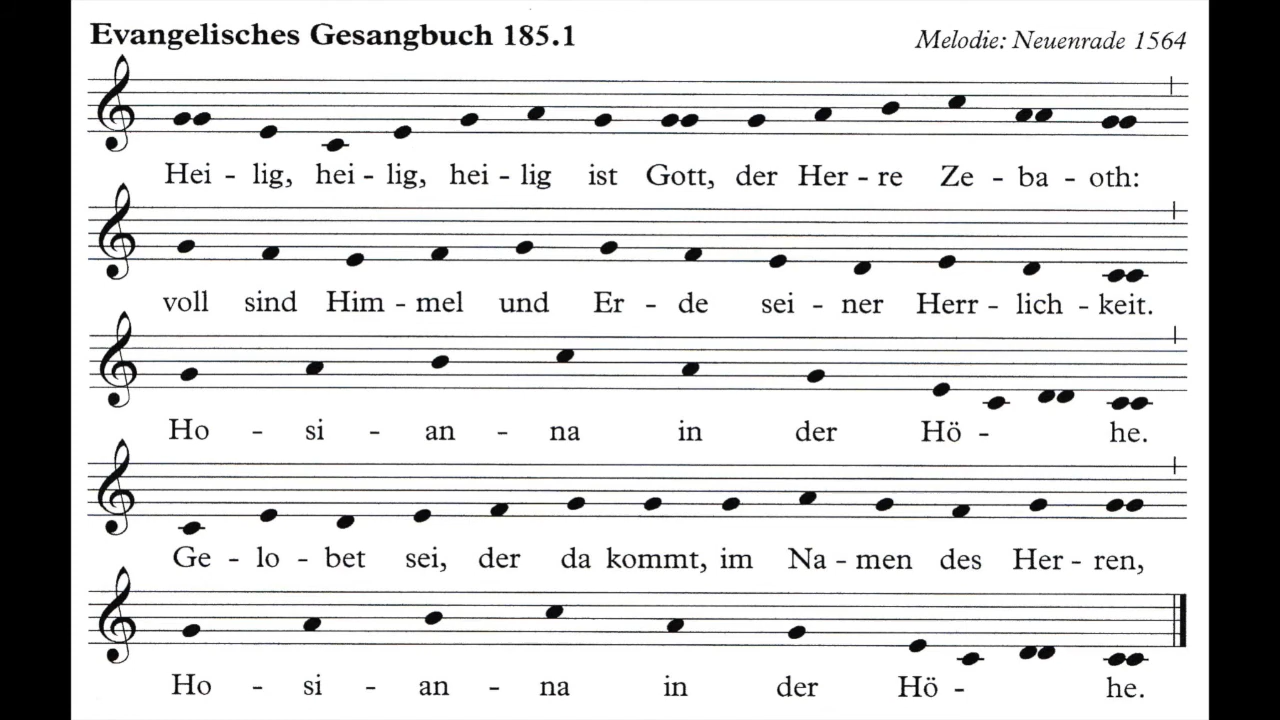 Evangelisches Gesangbuch 185.1
Melodie: Neuenrade 1564
Hei - lig, hei - lig, hei - lig ist Gott, der Her - re Ze - ba - oth:
voll sind Him - mel und Er - de sei - ner Herr - lich - keit.
Ho - si - an - na in der Hö - he.
Ge - lo - bet sei, der da kommt, im Na - men des Her - ren,
Ho - si - an - na in der Hö - he.